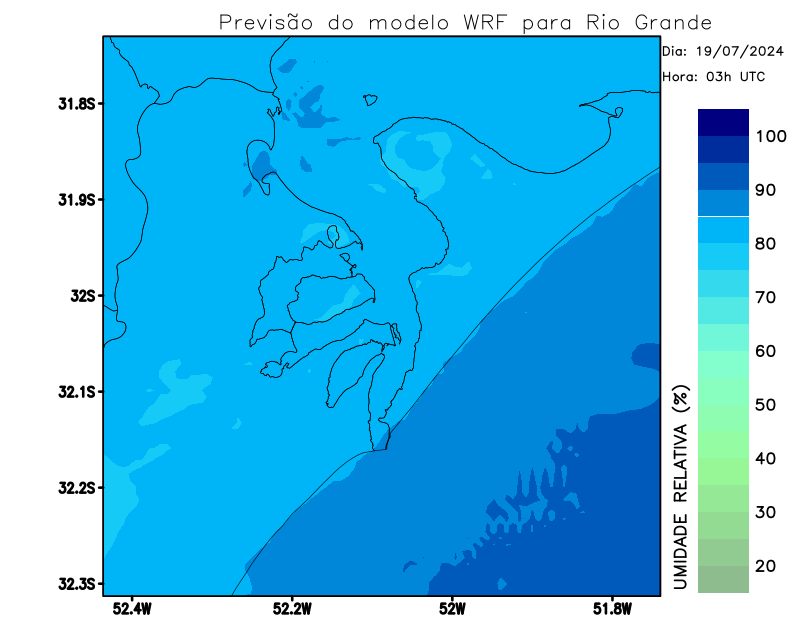 Previsão do modelo WRF para Rio Grande
Dia: 19/07/2024
Hora: 03h UTC
31.8S
31.9S
32S
32.1S
32.2S
32.3S
52.4W
52.2W
52W
51.8W
UMIDADE RELATIVA (%)
100
90
80
70
60
50
40
30
20